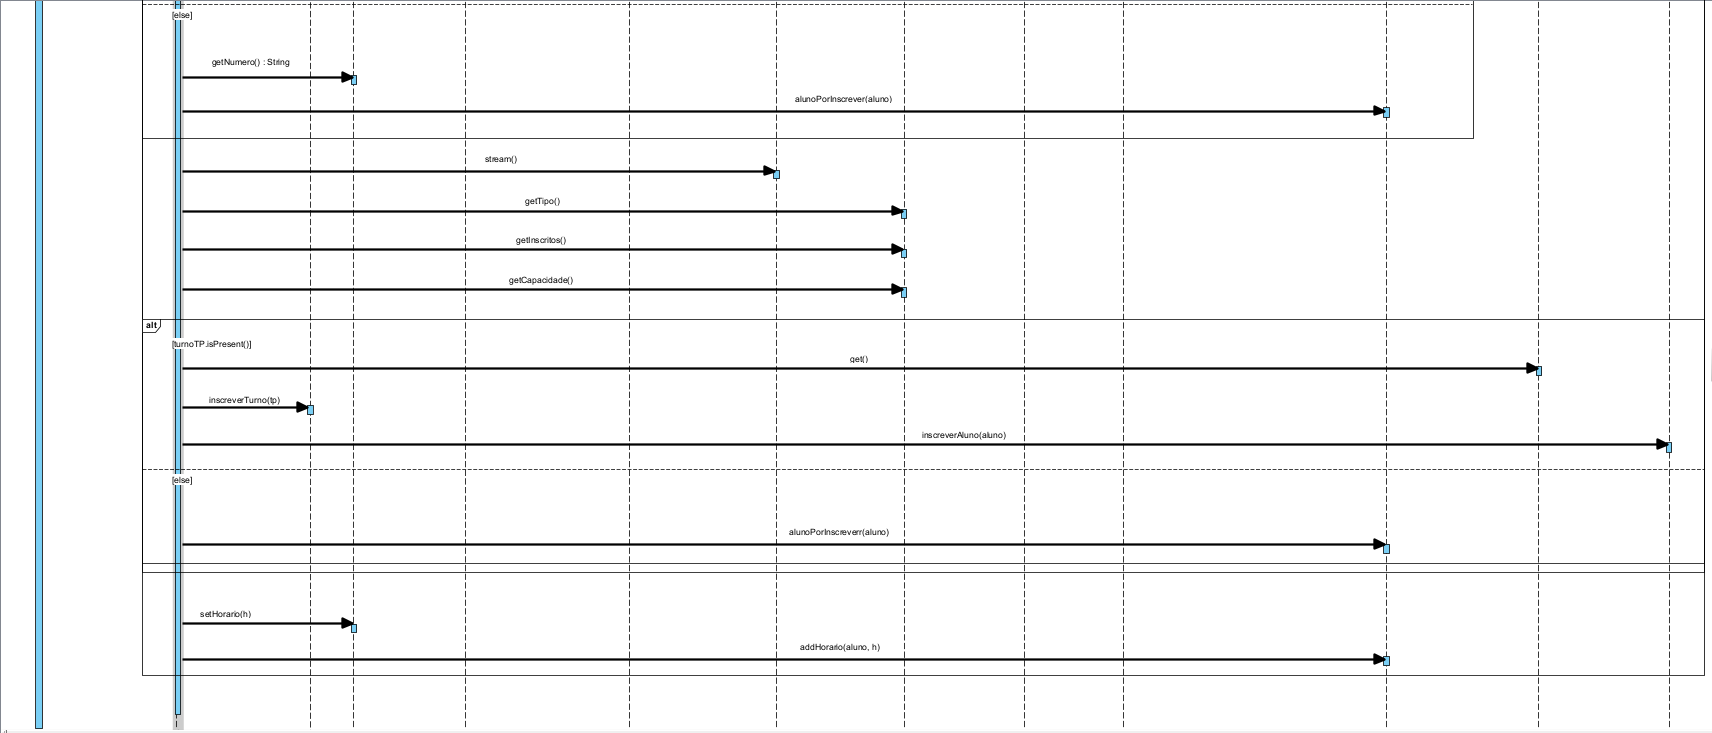 [else]
getNumero() : String
alunoPorInscrever(aluno)
stream()
getTipo()
getInscritos()
getCapacidade()
alt
[turnoTP.isPresent()]
get()
inscreverTurno(tp)
inscreverAluno(aluno)
[else]
alunoPorInscreverr(aluno)
setHorario(h)
addHorario(aluno, h)